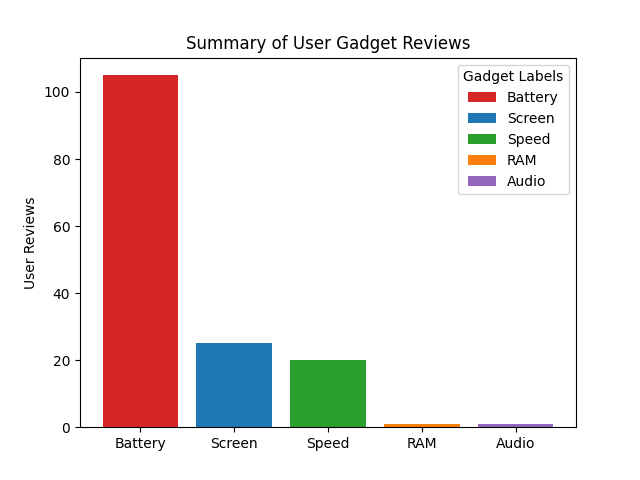 Summary of User Gadget Reviews
Gadget Labels
Battery
Screen
Speed
RAM
Audio
User Reviews
100
80
60
40
20
0
Battery Screen Speed RAM Audio